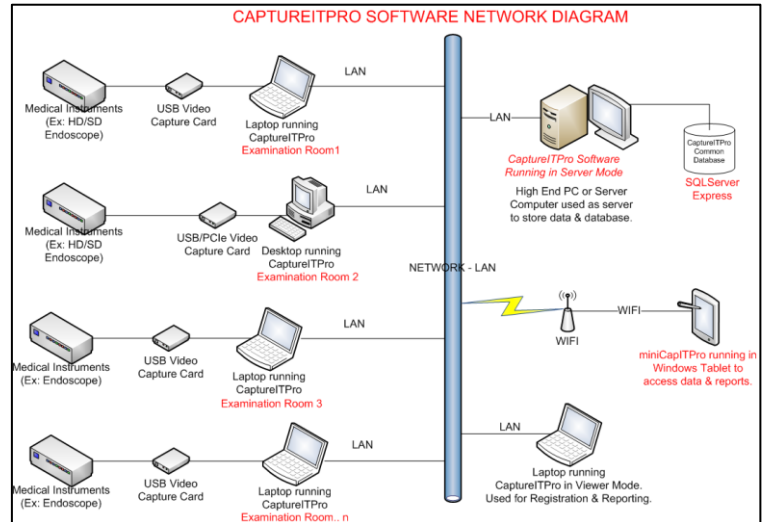 CAPTUREITPRO SOFTWARE NETWORK DIAGRAM
Medical Instruments
(Ex: HD/SD
Endoscope)
USB Video
Capture Card
Laptop running
CaptureITPro
Examination Room1
LAN
Medical Instruments
(Ex: HD/SD
Endoscope)
USB/PCIe Video
Capture Card
Desktop running
CaptureITPro
Examination Room 2
LAN
Medical Instruments
(Ex: Endoscope)
USB Video
Capture Card
Laptop running
CaptureITPro
Examination Room 3
LAN
Medical Instruments
(Ex: Endoscope)
USB Video
Capture Card
Laptop running
CaptureITPro
Examination Room.. n
LAN
NETWORK - LAN
LAN
CaptureITPro Software
Running in Server Mode
High End PC or Server
Computer used as server
to store data & database.
CaptureITPro
Common
Database
SQLServer
Express
WIFI
WIFI
miniCapITPro running in
Windows Tablet to
access data & reports.
LAN
Laptop running
CaptureITPro in Viewer Mode.
Used for Registration & Reporting.